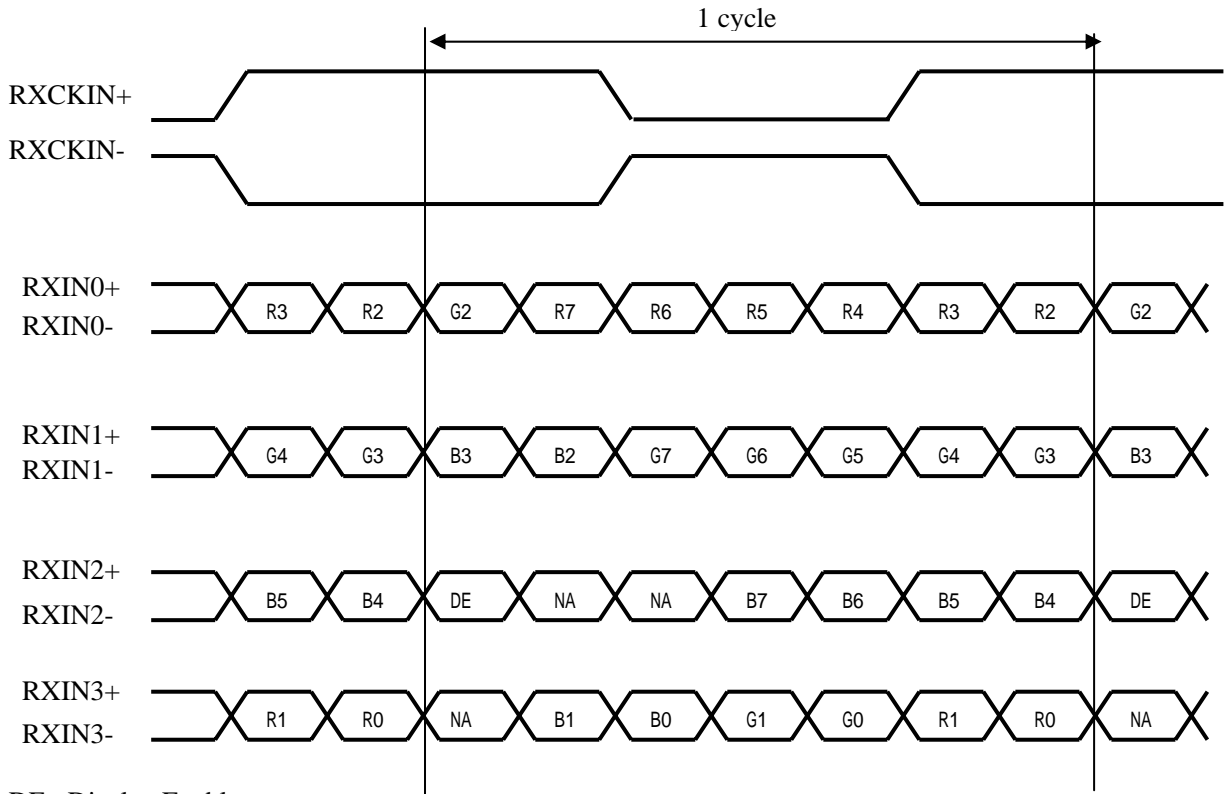 1 cycle
RXCKIN+
RXCKIN-
RXIN0+
RXIN0-
R3 R2 G2 R7 R6 R5 R4 R3 R2 G2
RXIN1+
RXIN1-
G4 G3 B3 B2 G7 G6 G5 G4 G3 B3
RXIN2+
RXIN2-
B5 B4 DE NA NA B7 B6 B5 B4 DE
RXIN3+
RXIN3-
R1 R0 NA B1 B0 G1 G0 R1 R0 NA